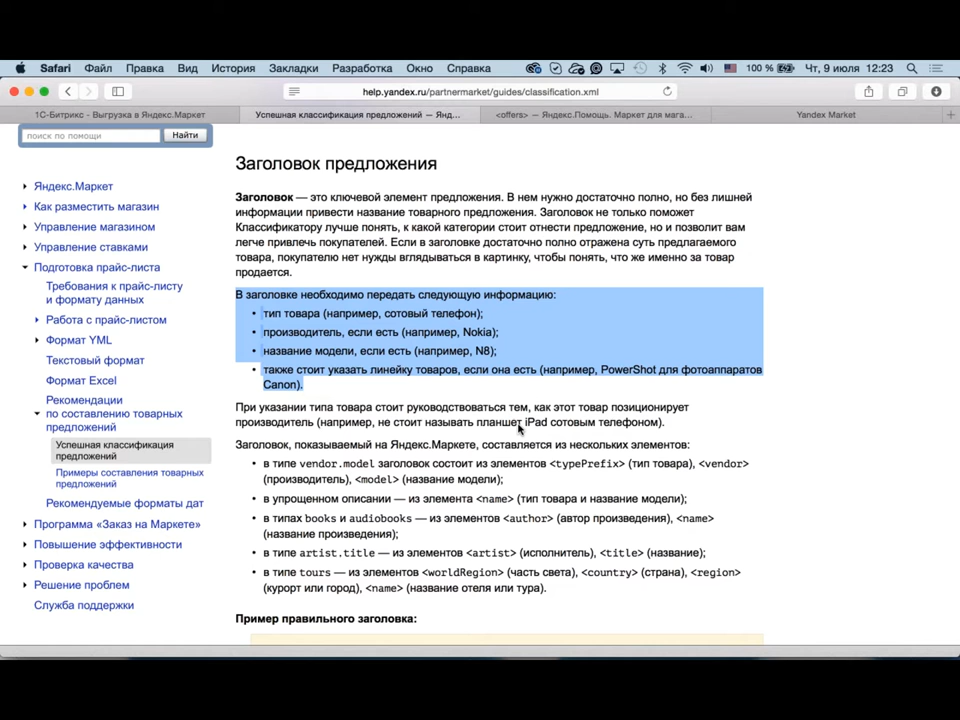 Safari Файл Правка Вид История Закладки Разработка Окно Справка 100 % Чт, 9 июля 12:23
help.yandex.ru/partnermarket/guides/classification.xml
1С-Битрикс - Выгрузка в Яндекс.Маркет
Успешная классификация предложений — Янд...
<offers> — Яндекс.Помощь. Маркет для мага...
Yandex Market
поиск по помощи
Найти
Яндекс.Маркет
Как разместить магазин
Управление магазином
Управление ставками
Подготовка прайс-листа
Требования к прайс-листу
и формату данных
Работа с прайс-листом
Формат YML
Текстовый формат
Формат Excel
Рекомендации
по составлению товарных
предложений
Успешная классификация
предложений
Примеры составления товарных
предложений
Рекомендуемые форматы дат
Программа «Заказ на Маркете»
Повышение эффективности
Проверка качества
Решение проблем
Служба поддержки
Заголовок предложения
Заголовок — это ключевой элемент предложения. В нем нужно достаточно полно, но без лишней
информации привести название товарного предложения. Заголовок не только поможет
Классификатору лучше понять, к какой категории стоит отнести предложение, но и позволит вам
легче привлечь покупателей. Если в заголовке достаточно полно отражена суть предлагаемого
товара, покупателю нет нужды вглядываться в картинку, чтобы понять, что же именно за товар
продается.
В заголовке необходимо передать следующую информацию:
• тип товара (например, сотовый телефон);
• производитель, если есть (например, Nokia);
• название модели, если есть (например, N8);
• также стоит указать линейку товаров, если она есть (например, PowerShot для фотоаппаратов
Canon).
При указании типа товара стоит руководствоваться тем, как этот товар позиционирует
производитель (например, не стоит называть планшет iPad сотовым телефоном).
Заголовок, показываемый на Яндекс.Маркете, составляется из нескольких элементов:
• в типе vendor.model заголовок состоит из элементов <typePrefix> (тип товара), <vendor>
(производитель), <model> (название модели);
• в упрощенном описании — из элемента <name> (тип товара и название модели);
• в типах books и audiobooks — из элементов <author> (автор произведения), <name>
(название произведения);
• в типе artist.title — из элементов <artist> (исполнитель), <title> (название);
• в типе tours — из элементов <worldRegion> (часть света), <country> (страна), <region>
(курорт или город), <name> (название отеля или тура).
Пример правильного заголовка: